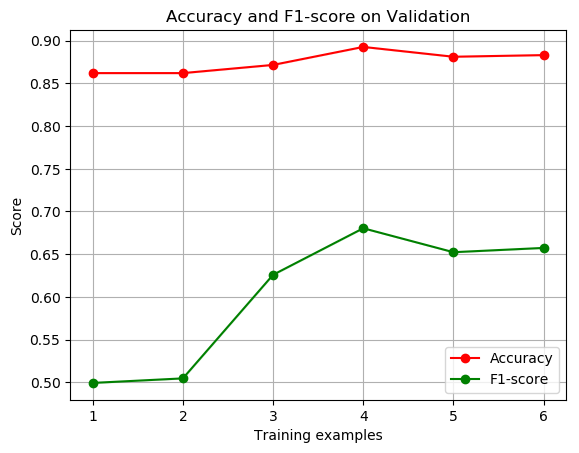 Accuracy and F1-score on Validation
0.90
0.85
0.80
0.75
0.70
0.65
0.60
0.55
0.50
Score
Accuracy
F1-score
1 2 3 4 5 6
Training examples